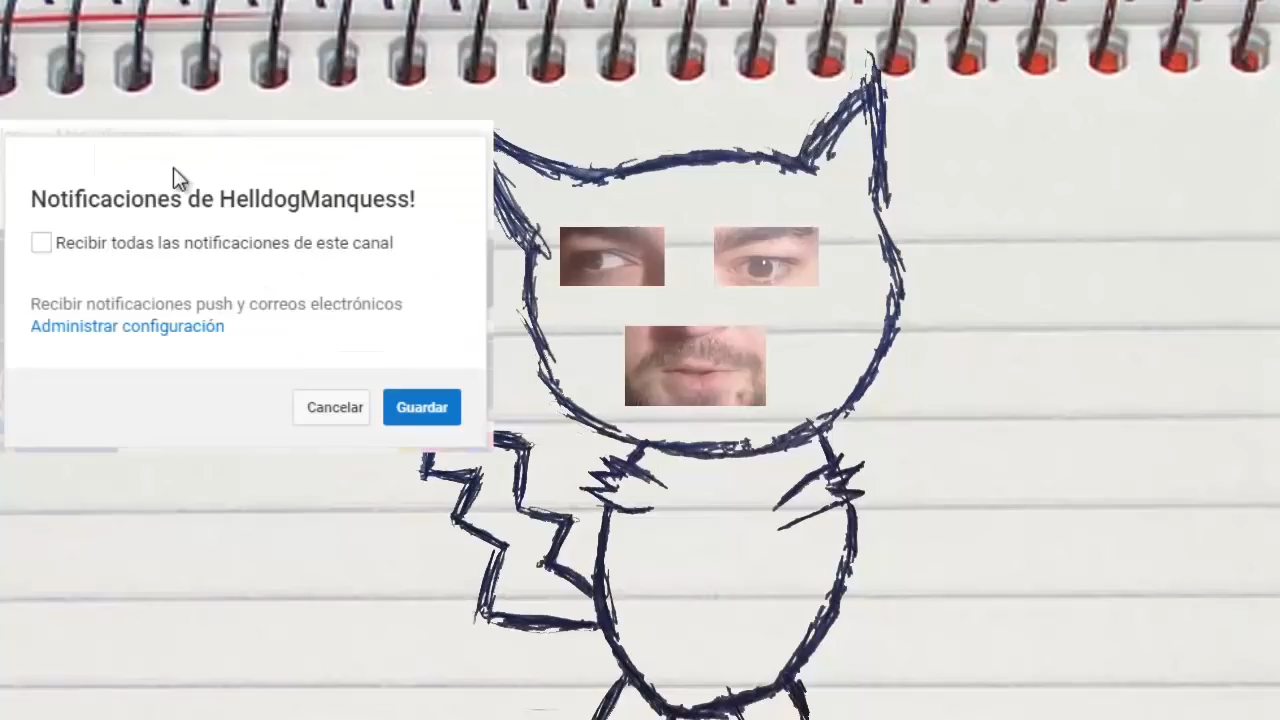 Notificaciones de HelldogManquess!
Recibir todas las notificaciones de este canal
Recibir notificaciones push y correos electrónicos
Administrar configuración
Cancelar
Guardar